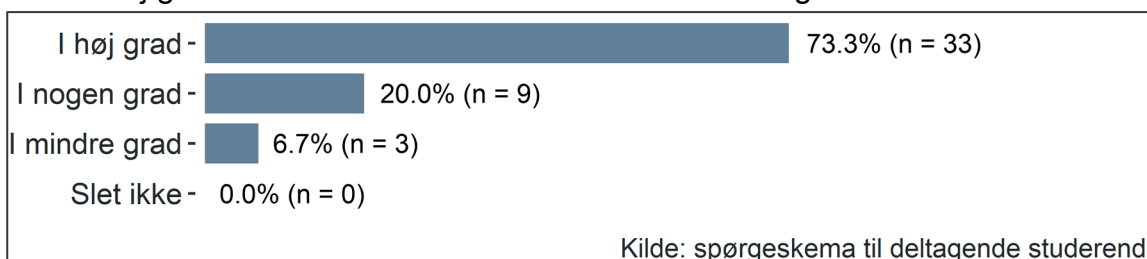 I høj grad 73.3% (n = 33)
I nogen grad 20.0% (n = 9)
I mindre grad 6.7% (n = 3)
Slet ikke 0.0% (n = 0)
Kilde: spørgeskema til deltagende studerend